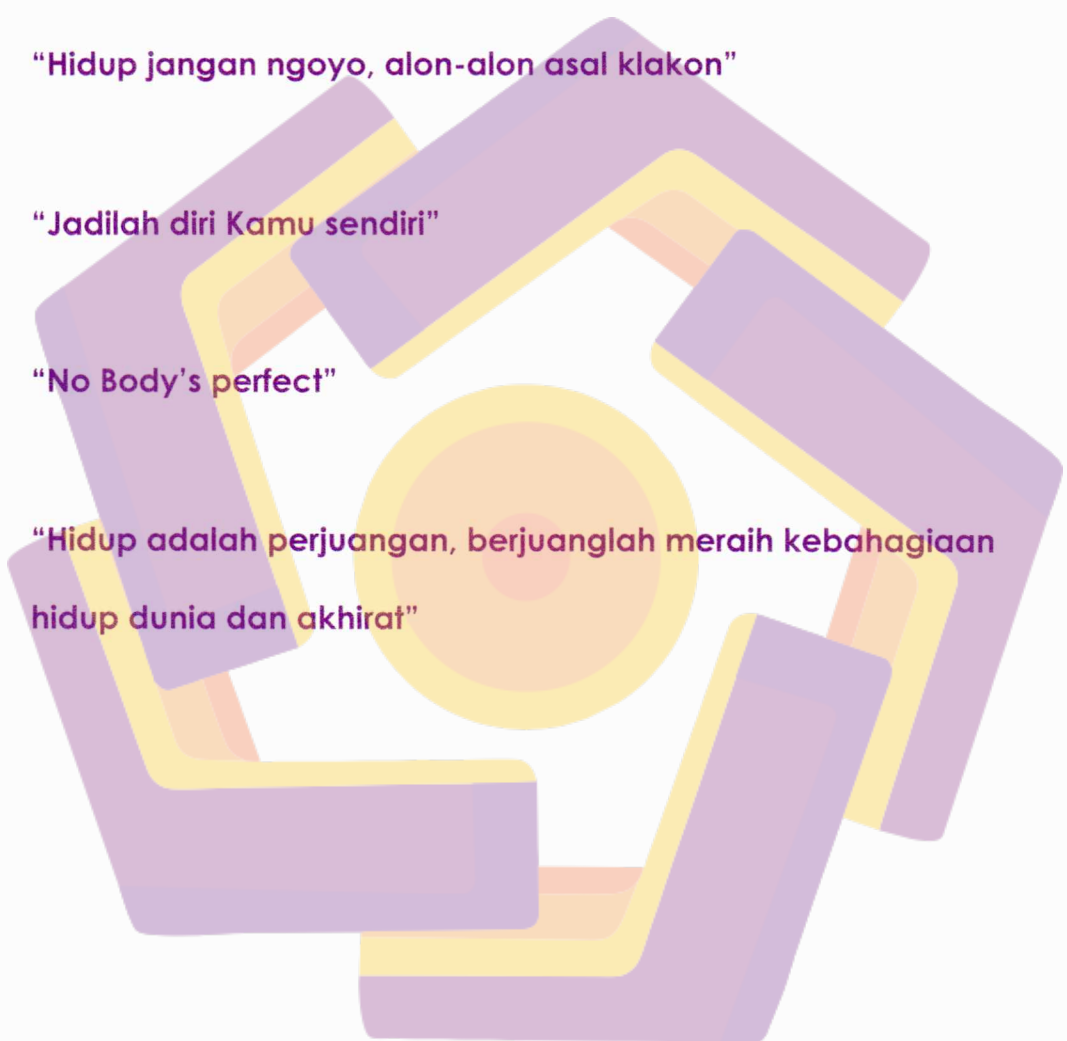 “Hidup jangan ngoyo, alon-alon asal klakon”
“Jadilah diri Kamu sendiri”
“No Body’s perfect”
“Hidup adalah perjuangan, berjuanglah meraih kebahagiaan
hidup dunia dan akhirat”